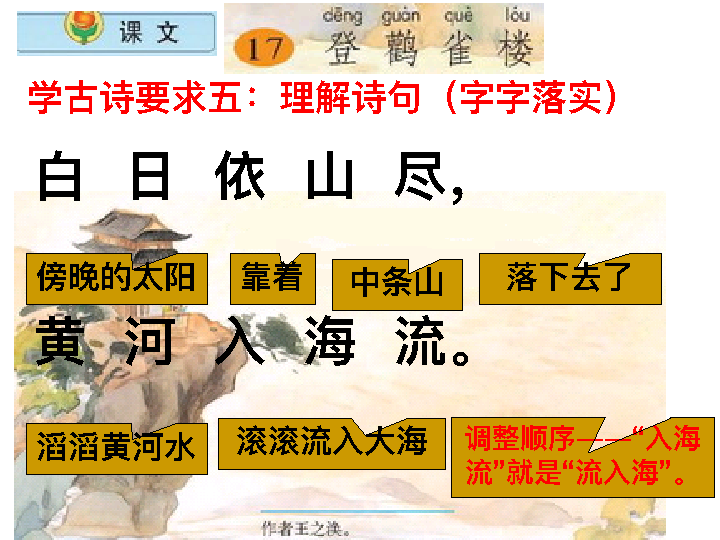 课 文
dēng guàn què lóu
17 登 鹳 雀 楼
学古诗要求五：理解诗句（字字落实）
白 日 依 山 尽，
傍晚的太阳 靠着 中条山 落下去了
黄 河 入 海 流。
滔滔黄河水 滚滚流入大海 调整顺序——“入海
流”就是“流入海”。
作者王之涣。